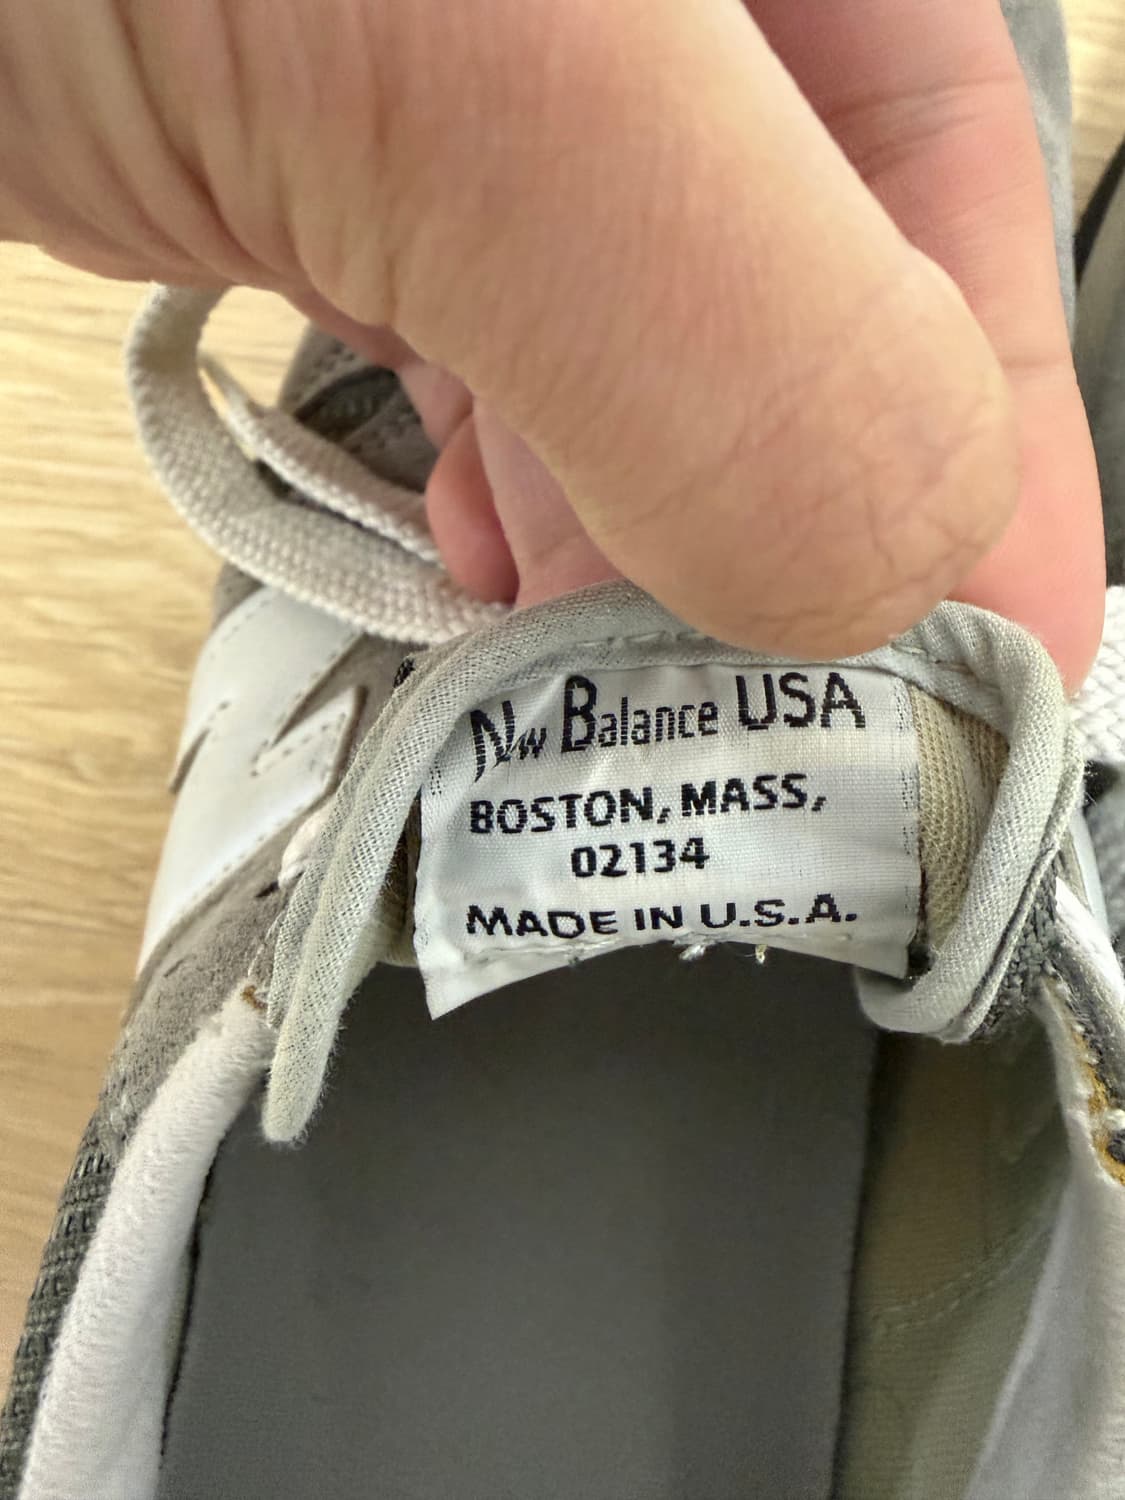 New Balance USA
BOSTON, MASS,
02134
MADE IN U.S.A.